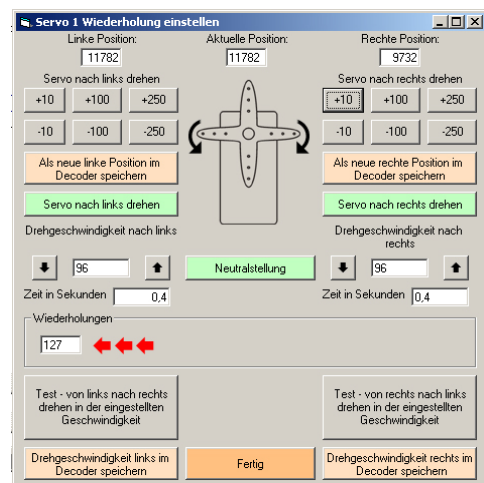 Servo 1 Wiederholung einstellen
Linke Position:
Aktuelle Position:
Rechte Position:
11782
11782
9732
Servo nach links drehen
Servo nach rechts drehen
+10 +100 +250
+10 +100 +250
-10 -100 -250
-10 -100 -250
Als neue linke Position im
Decoder speichern
Als neue rechte Position im
Decoder speichern
Servo nach links drehen
Servo nach rechts drehen
Drehgeschwindigkeit nach links
Drehgeschwindigkeit nach
rechts
96
Neutralstellung
96
Zeit in Sekunden 0,4
Zeit in Sekunden 0,4
Wiederholungen
127
Test - von links nach rechts
drehen in der eingestellten
Geschwindigkeit
Test - von rechts nach links
drehen in der eingestellten
Geschwindigkeit
Drehgeschwindigkeit links im
Decoder speichern
Fertig
Drehgeschwindigkeit rechts im
Decoder speichern